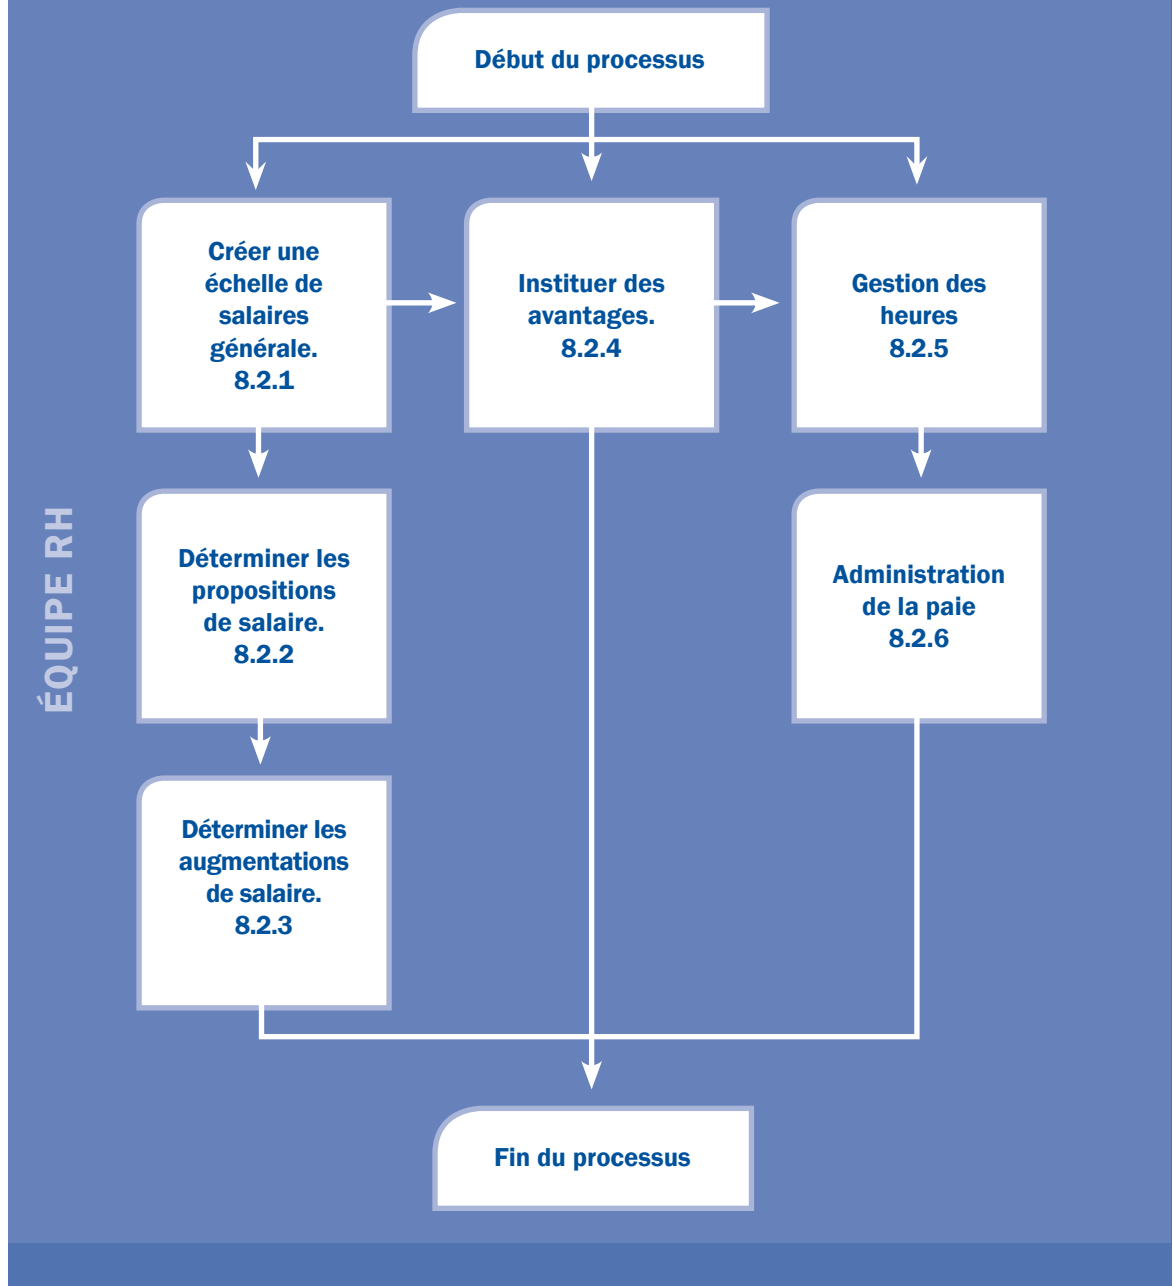 Début du processus
Créer une
échelle de
salaires
générale.
8.2.1
Instituer des
avantages.
8.2.4
Gestion des
heures
8.2.5
ÉQUIPE RH
Déterminer les
propositions
de salaire.
8.2.2
Administration
de la paie
8.2.6
Déterminer les
augmentations
de salaire.
8.2.3
Fin du processus